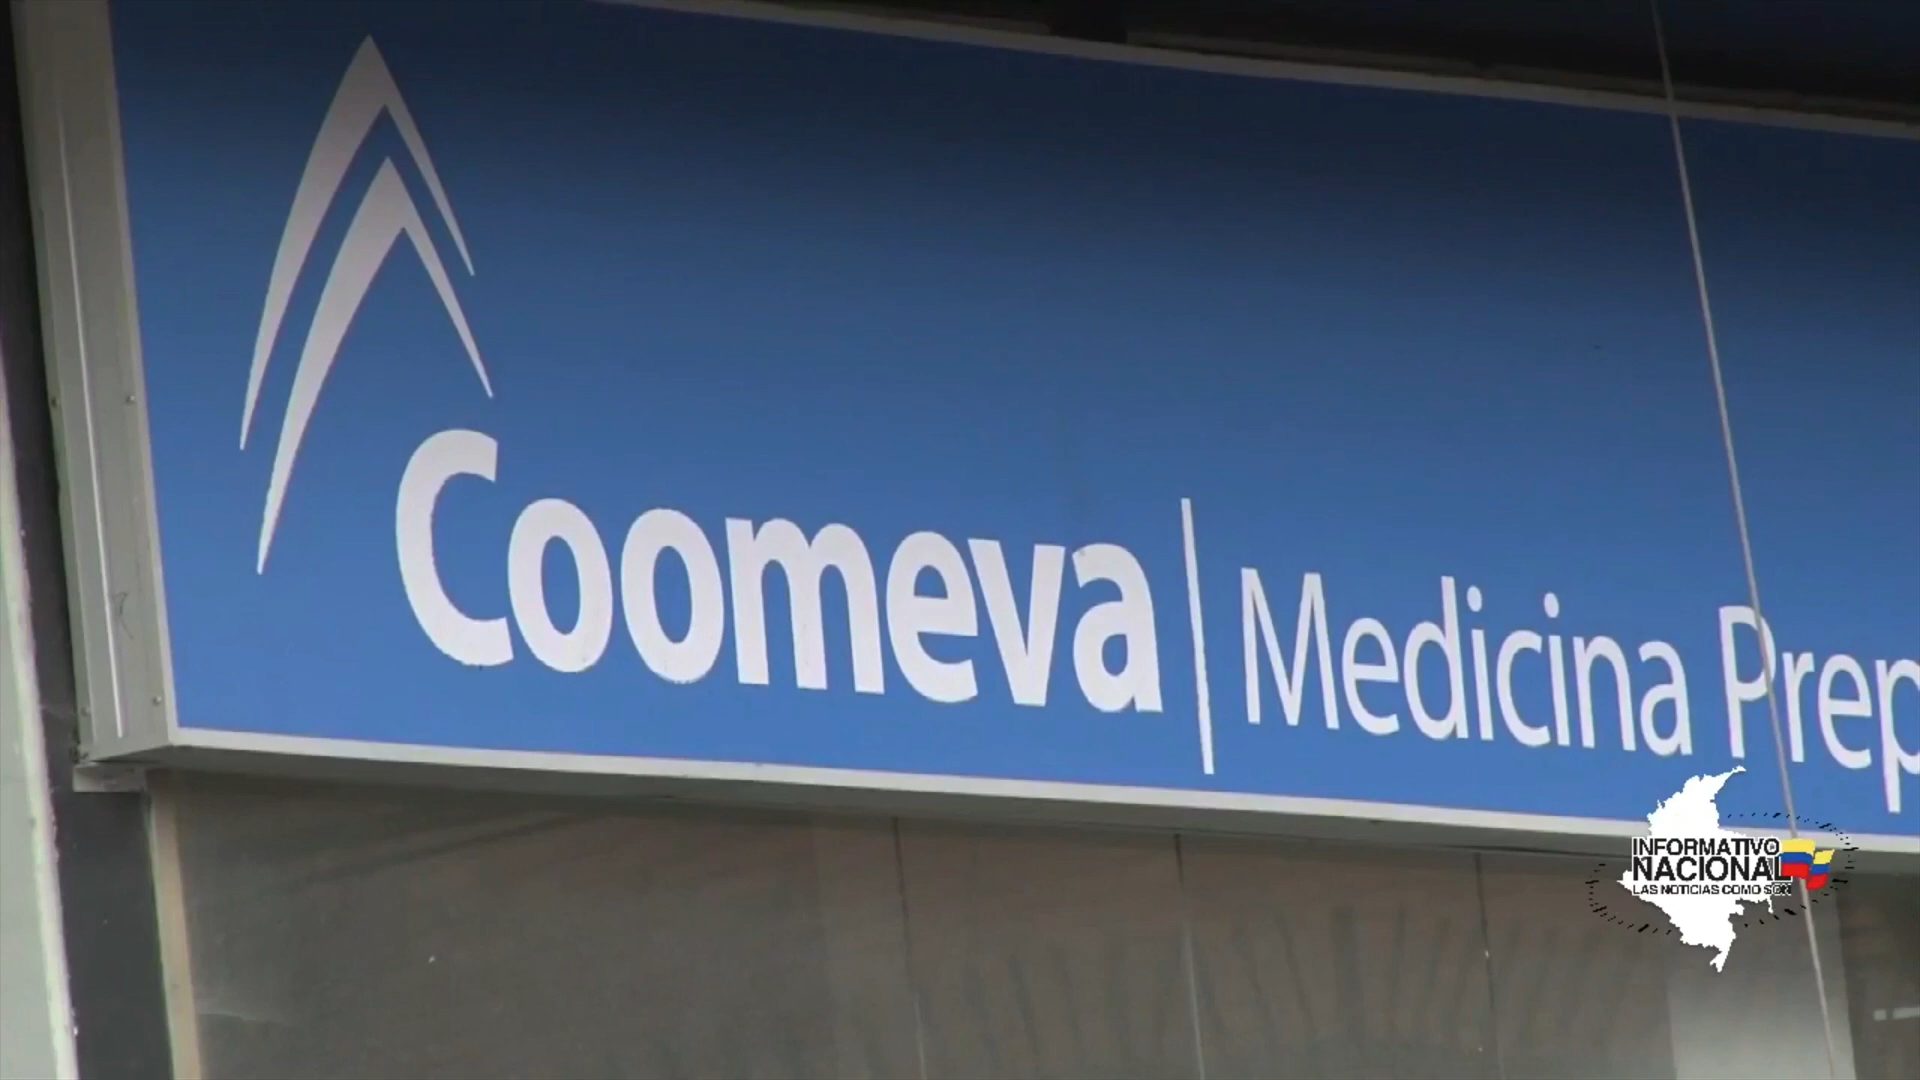 Coomeva | Medicina Prep
INFORMATIVO
NACIONAL
LAS NOTICIAS COMO SON